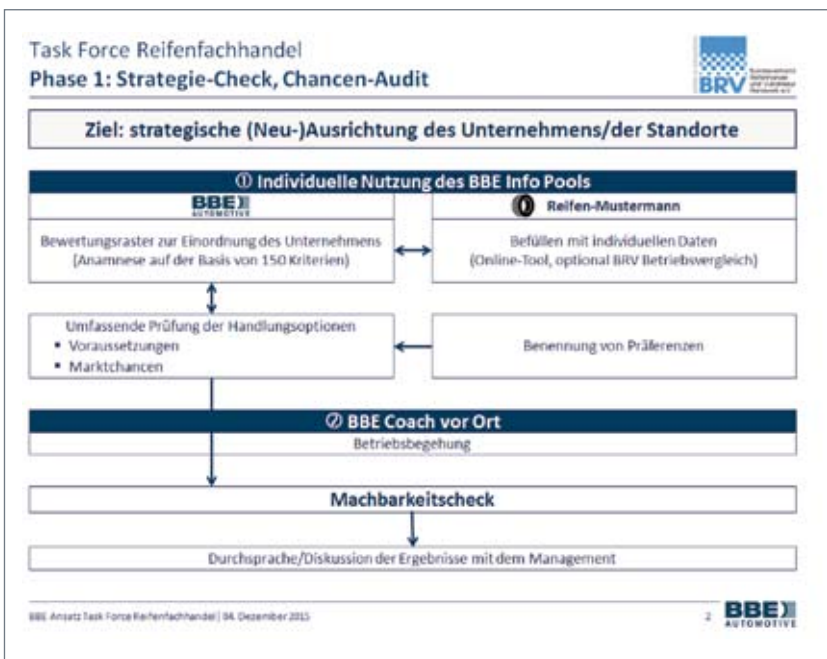 Task Force Reifenfachhandel
Phase 1: Strategie-Check, Chancen-Audit
BRV
Ziel: strategische (Neu-)Ausrichtung des Unternehmens/der Standorte
① Individuelle Nutzung des BBE Info Pools
BBE
AUTOMOTIVE
Reifen-Mustermann
Bewertungsraster zur Einordnung des Unternehmens
(Anamnese auf der Basis von 150 Kriterien)
Befüllen mit individuellen Daten
(Online-Tool, optional BRV Betriebsvergleich)
Umfassende Prüfung der Handlungsoptionen
▪ Voraussetzungen
▪ Marktchancen
Benennung von Präferenzen
② BBE Coach vor Ort
Betriebsbegehung
Machbarkeitscheck
Durchsprache/Diskussion der Ergebnisse mit dem Management
BBE Ansatz Task Force Reifenfachhandel | 04. Dezember 2015
2
BBE
AUTOMOTIVE